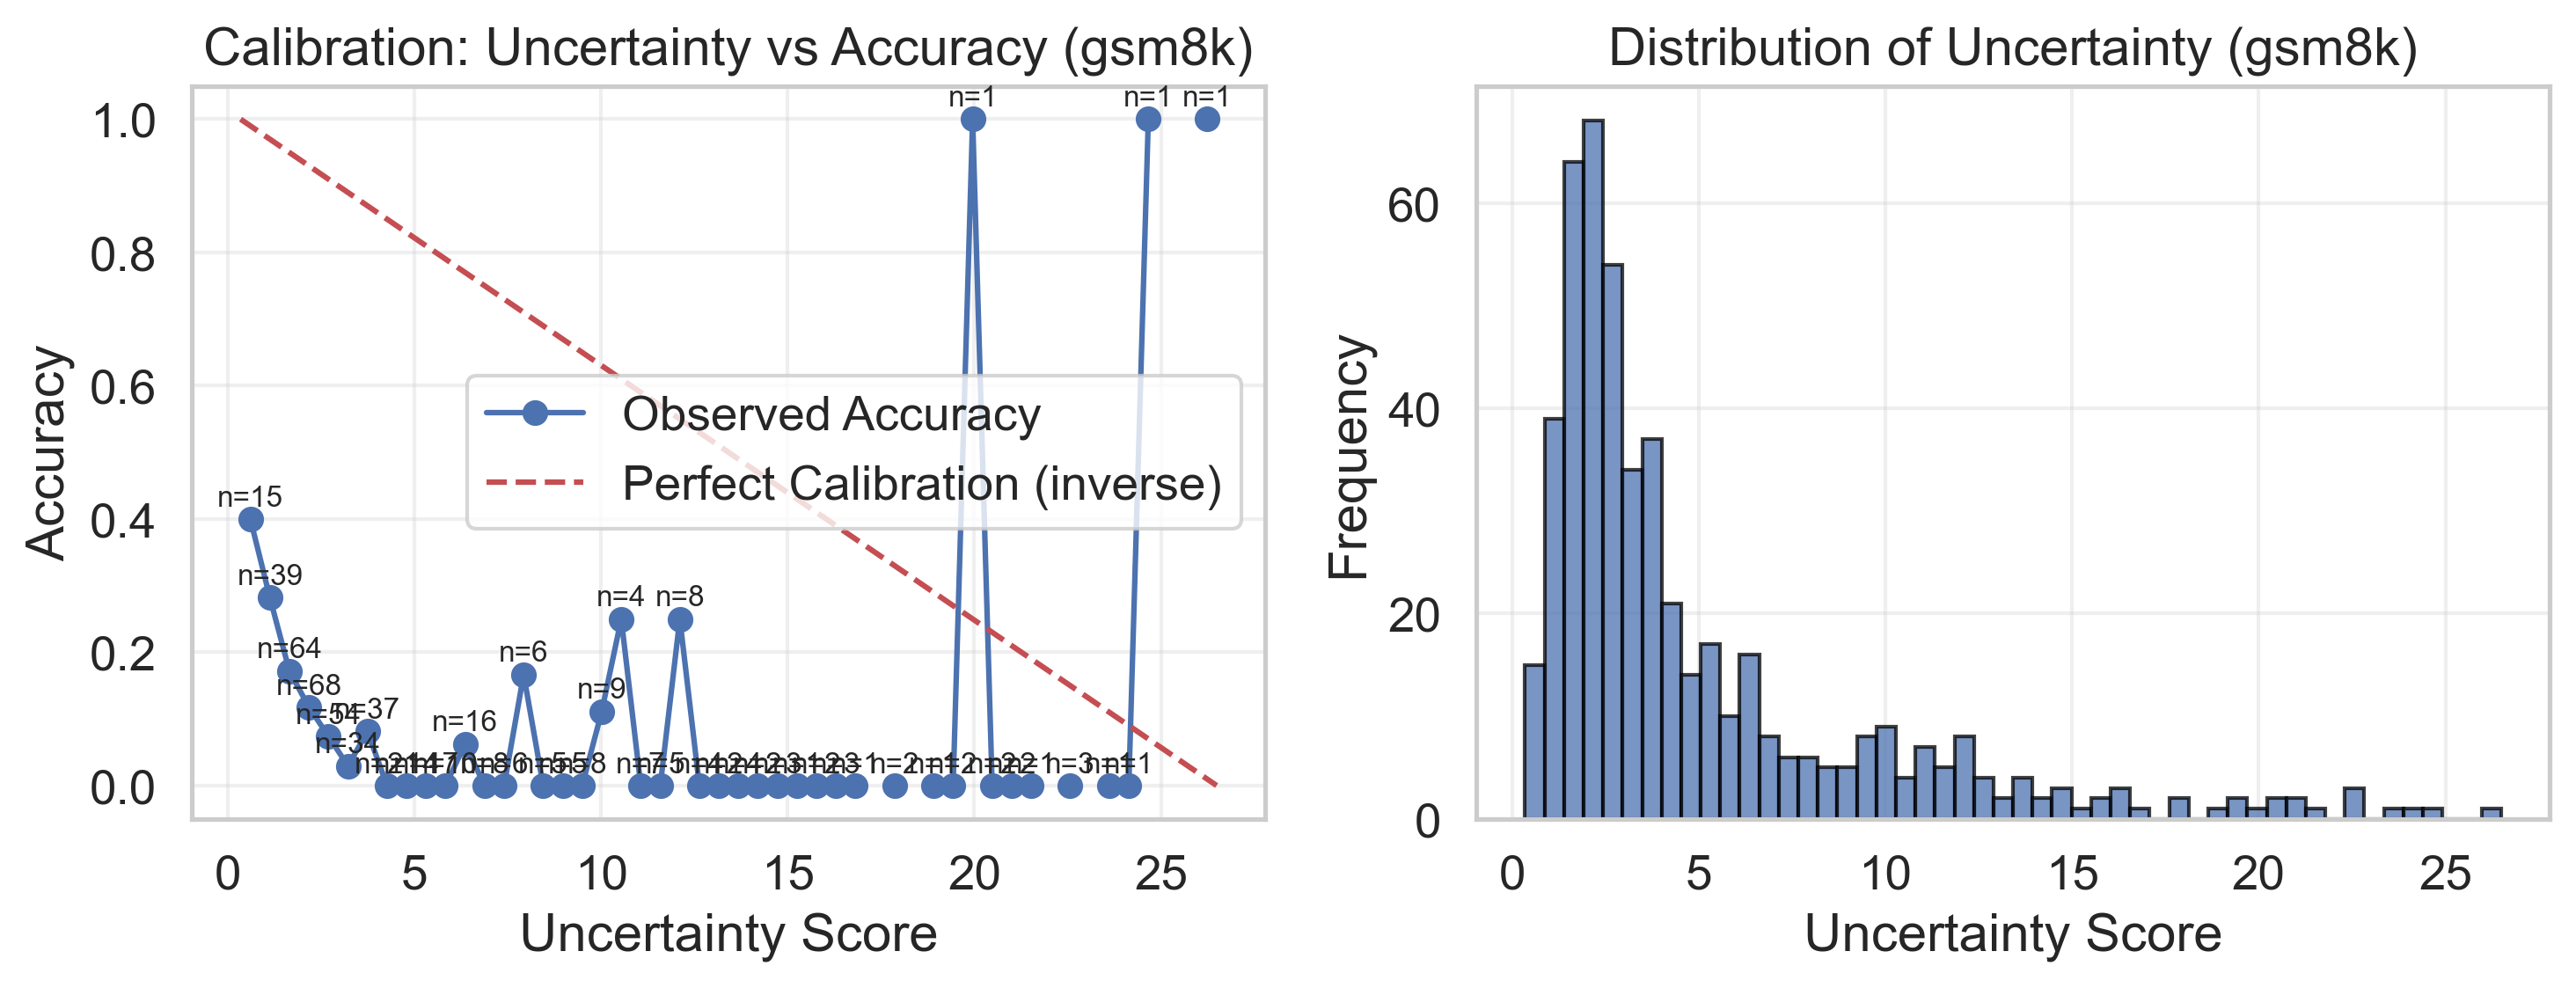 Calibration: Uncertainty vs Accuracy (gsm8k)
n=1 n=1 n=1
1.0
0.8
0.6
0.4
0.2
0.0
Accuracy
Observed Accuracy
Perfect Calibration (inverse)
n=15
n=39
n=64
n=68
n=54
n=37
n=34
n=16
n=6
n=9
n=4
n=8
n=2
n=3
0 5 10 15 20 25
Uncertainty Score
Distribution of Uncertainty (gsm8k)
60
40
20
0
Frequency
0 5 10 15 20 25
Uncertainty Score